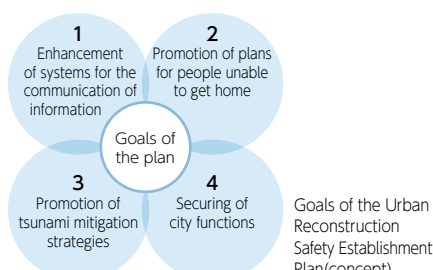 1
Enhancement
of systems for the
communication of
information
2
Promotion of plans
for people unable
to get home
Goals of
the plan
3
Promotion of
tsunami mitigation
strategies
4
Securing of
city functions
Goals of the Urban
Reconstruction
Safety Establishment
Plan(concept)